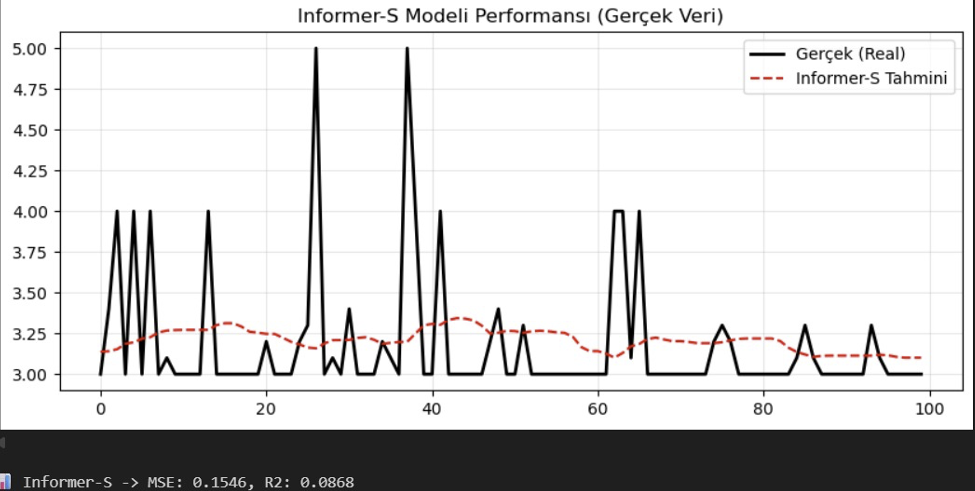 Informer-S Modeli Performansı (Gerçek Veri)
5.00
4.75
4.50
4.25
4.00
3.75
3.50
3.25
3.00
Gerçek (Real)
Informer-S Tahmini
0 20 40 60 80 100
Informer-S -> MSE: 0.1546, R2: 0.0868